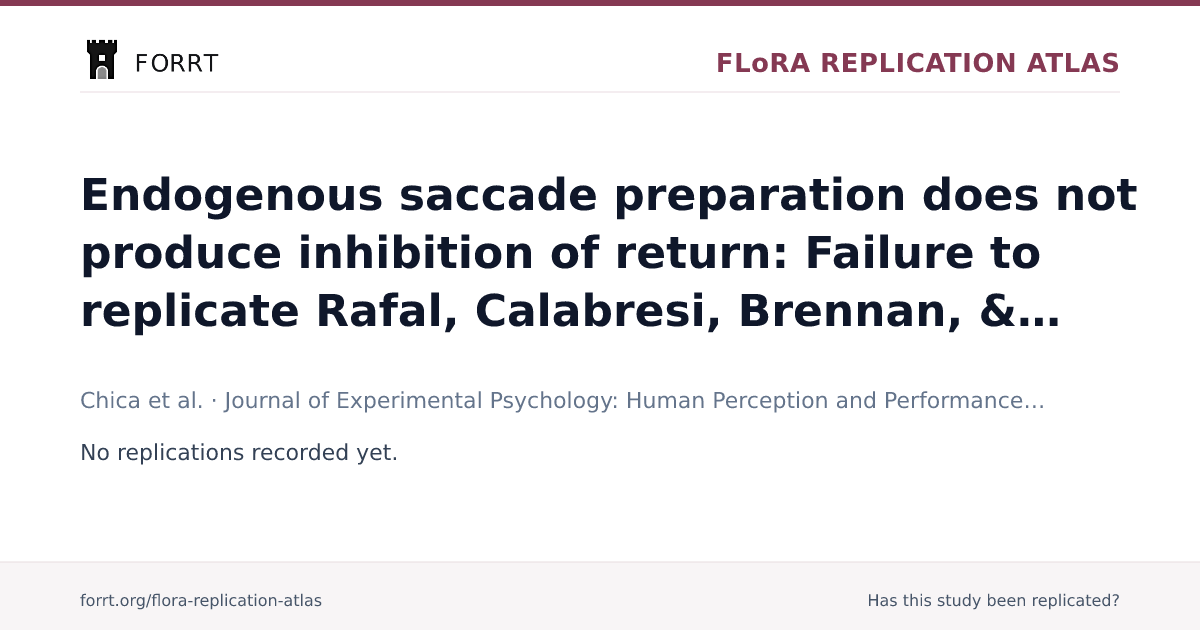 FORRT
FLoRA REPLICATION ATLAS
Endogenous saccade preparation does not
produce inhibition of return: Failure to
replicate Rafal, Calabresi, Brennan, &…
Chica et al. · Journal of Experimental Psychology: Human Perception and Performance…
No replications recorded yet.
forrt.org/flora-replication-atlas
Has this study been replicated?